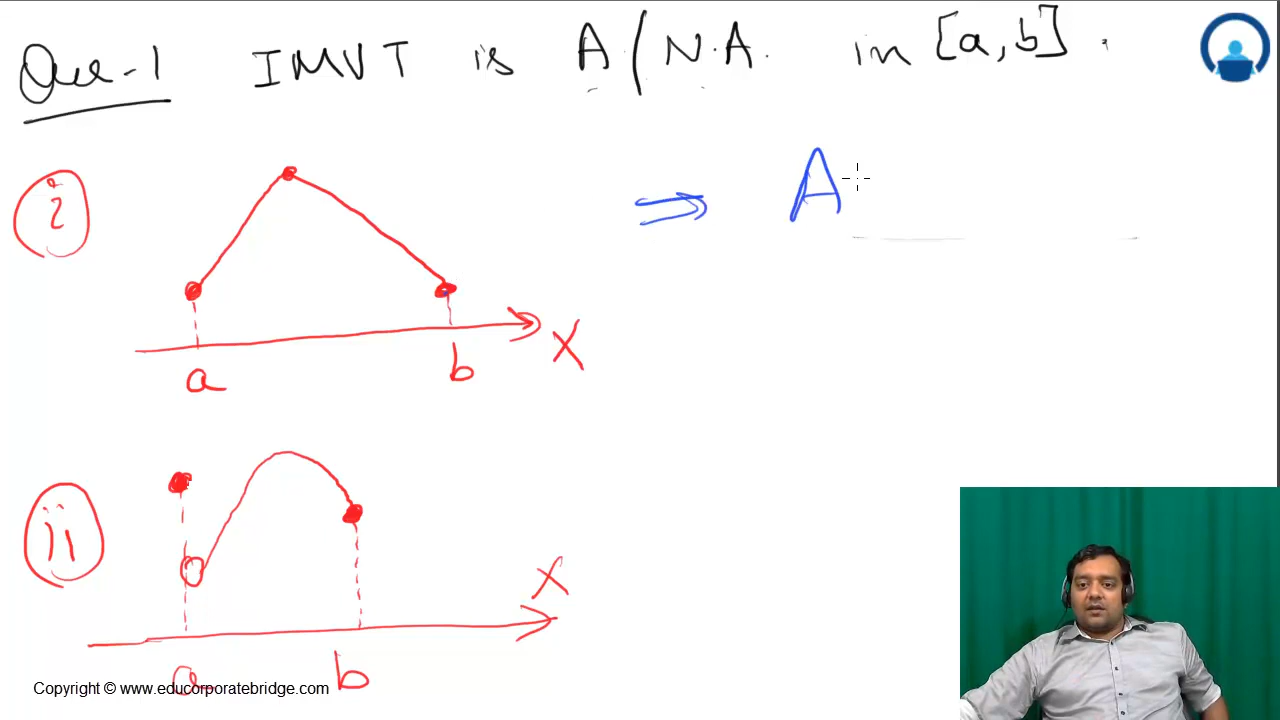 Que-1 IMVT is A/N.A. in [a,b].
i
A
X
a b
ii
X
a b
Copyright © www.educorporatebridge.com